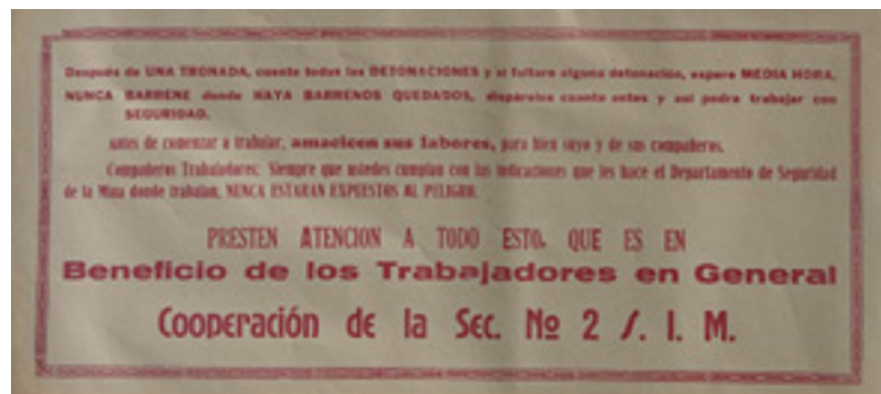 Después de UNA TRONADA, cuente todas las DETONACIONES y si faltare alguna detonación, espere MEDIA HORA,
NUNCA BARRENE donde HAYA BARRENOS QUEDADOS, dispárelos cuanto antes y así podra trabajar con
SEGURIDAD.
antes de comenzar a trabajar, amacicen sus labores, para bien suyo y de sus compañeros.
Compañeros Trabajadores: Siempre que ustedes cumplan con las indicaciones que les hace el Departamento de Seguridad
de la Mina donde trabajan, NUNCA ESTARAN EXPUESTOS AL PELIGRO.
PRESTEN ATENCION A TODO ESTO, QUE ES EN
Beneficio de los Trabajadores en General
Cooperación de la Sec. Nº 2 S. I. M.